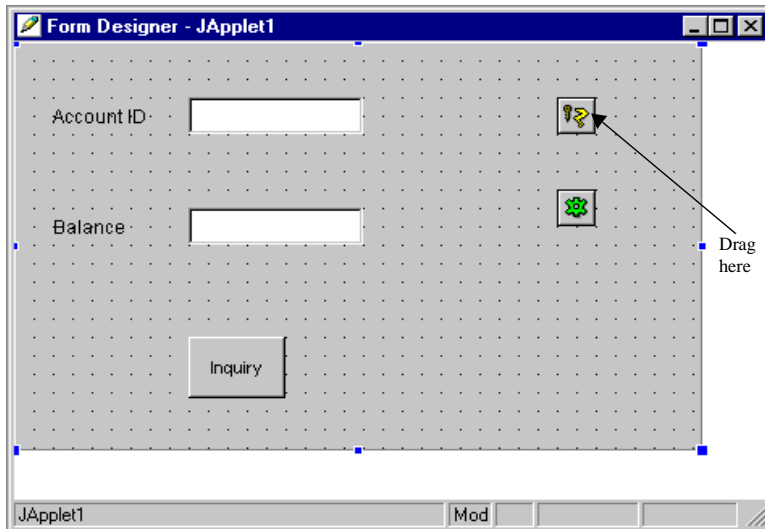 Form Designer - JApplet1
Account ID
Balance
Drag
here
Inquiry
JApplet1 Mod